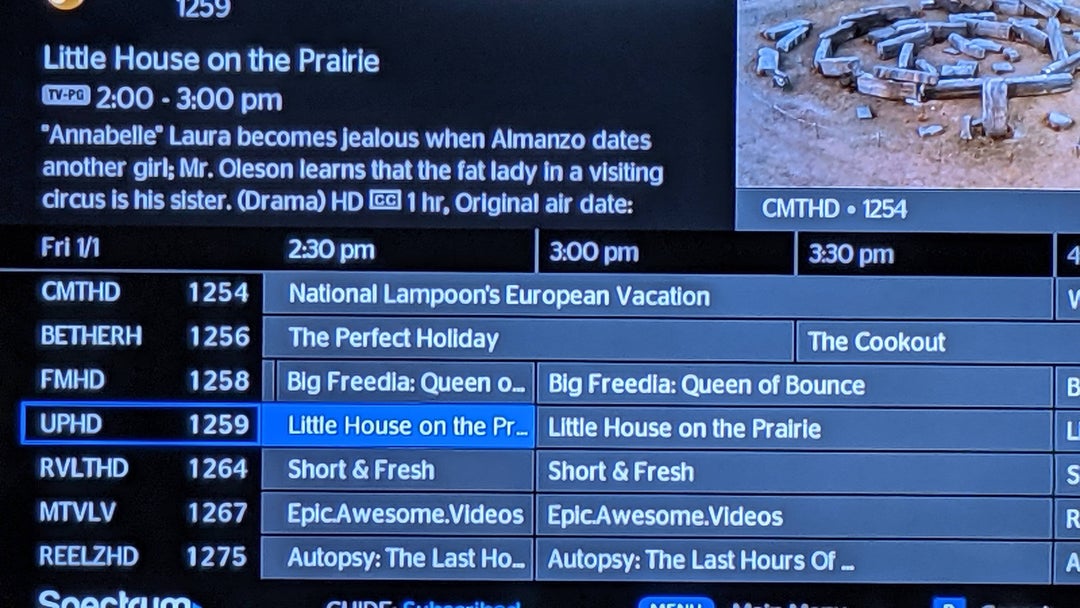 1259
Little House on the Prairie
TV-PG 2:00 - 3:00 pm
"Annabelle" Laura becomes jealous when Almanzo dates
another girl; Mr. Oleson learns that the fat lady in a visiting
circus is his sister. (Drama) HD CC 1 hr, Original air date:
CMTHD • 1254
Fri 1/1 2:30 pm 3:00 pm 3:30 pm 4
CMTHD 1254 National Lampoon's European Vacation
BETHERH 1256 The Perfect Holiday The Cookout
FMHD 1258 Big Freedia: Queen o... Big Freedia: Queen of Bounce B
UPHD 1259 Little House on the Pr... Little House on the Prairie Li
RVLTHD 1264 Short & Fresh Short & Fresh S
MTVLV 1267 Epic.Awesome.Videos Epic.Awesome.Videos R
REELZHD 1275 Autopsy: The Last Ho... Autopsy: The Last Hours Of ... A
Spectrum GUIDE: Subscribed MENU Main Menu